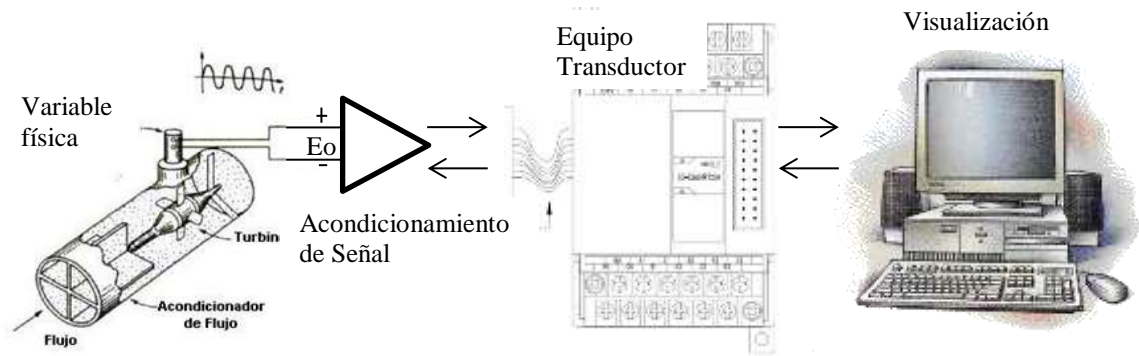 Visualización
Equipo
Transductor
Variable
física
+
Eo
-
Acondicionamiento
de Señal
Turbin
Acondicionador
de Flujo
Flujo